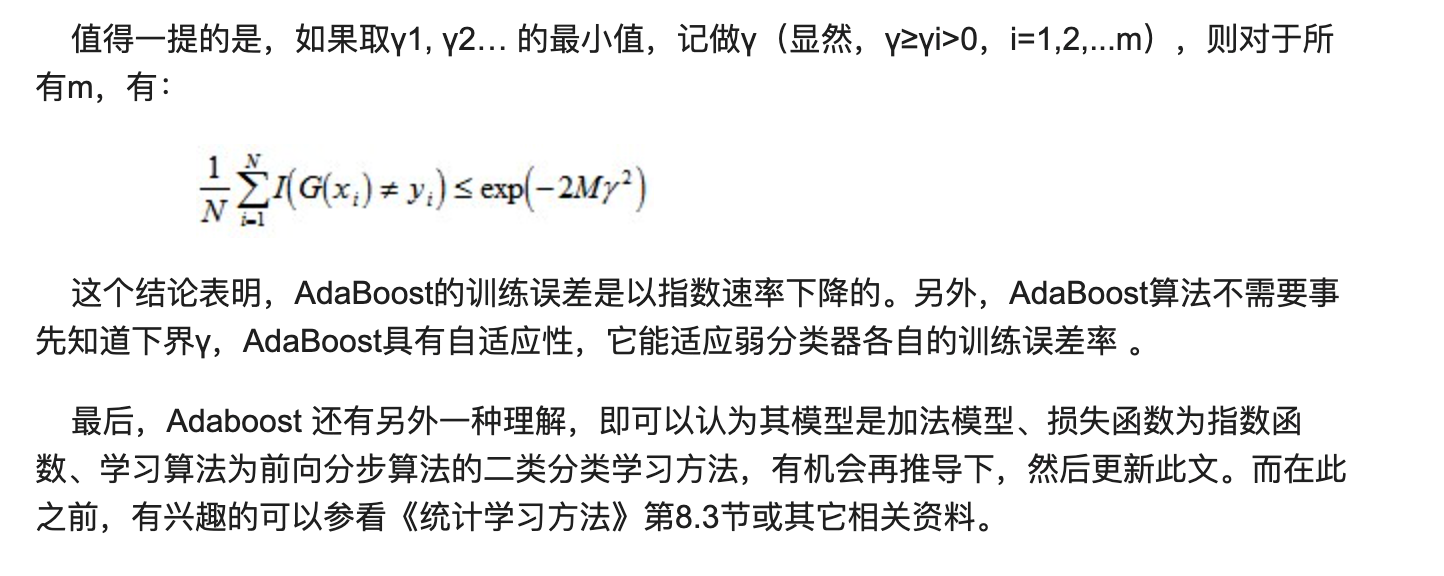 值得一提的是，如果取γ1, γ2… 的最小值，记做γ（显然，γ≥γi>0，i=1,2,...m），则对于所
有m，有：
\frac{1}{N} \sum_{i=1}^{N} I(G(x_i) ≠ y_i) ≤ exp(-2Mγ^2)
这个结论表明，AdaBoost的训练误差是以指数速率下降的。另外，AdaBoost算法不需要事
先知道下界γ，AdaBoost具有自适应性，它能适应弱分类器各自的训练误差率 。
最后，Adaboost 还有另外一种理解，即可以认为其模型是加法模型、损失函数为指数函
数、学习算法为前向分步算法的二类分类学习方法，有机会再推导下，然后更新此文。而在此
之前，有兴趣的可以参看《统计学习方法》第8.3节或其它相关资料。